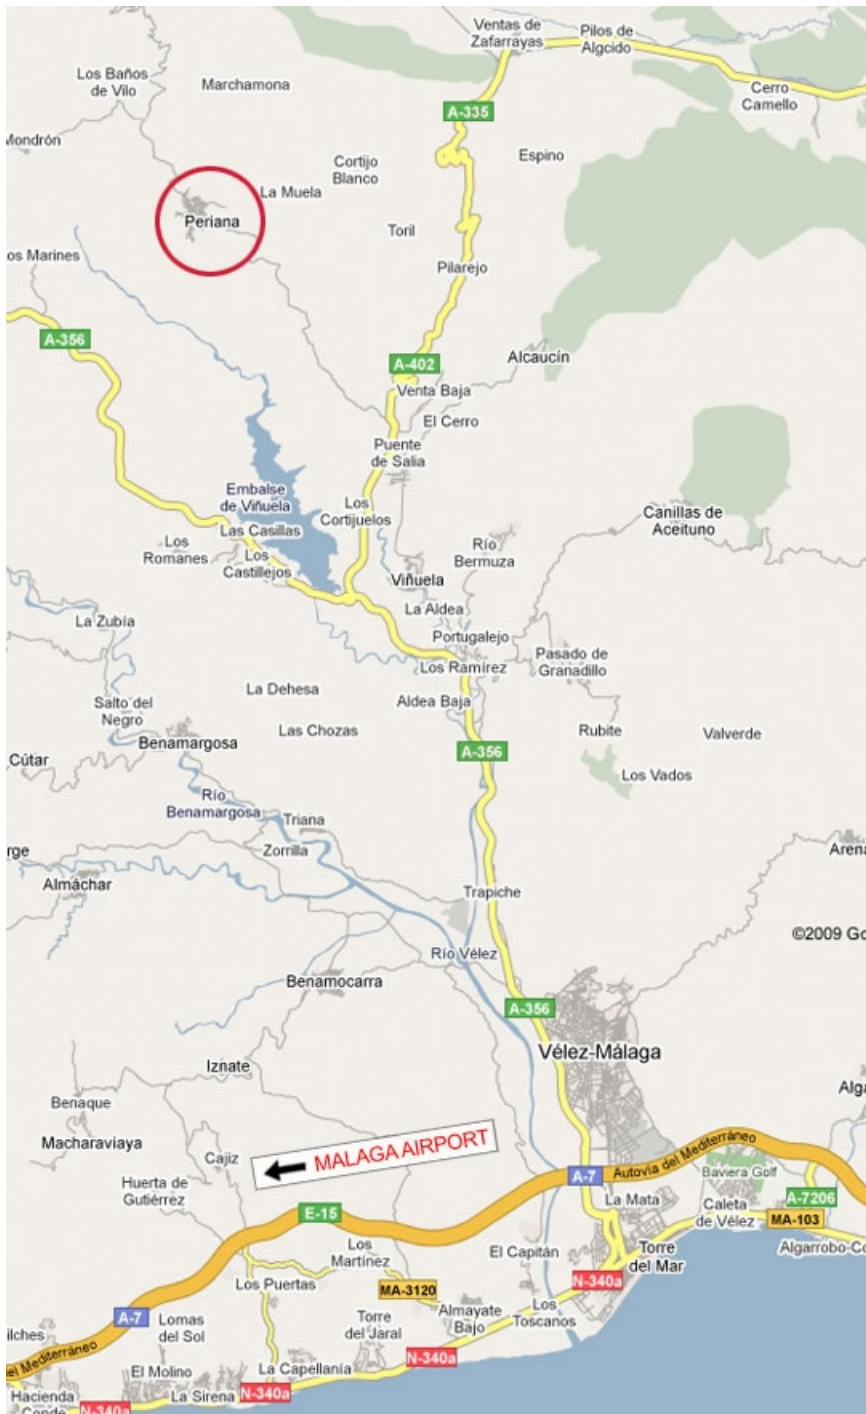 Ventas de
Zafarrayas
Pilos de
Algcido
Los Baños
de Vilo
Marchamona
Cerro
Camello
A-335
Mondrón
Cortijo
Blanco
Espino
La Muela
Periana
Toril
os Marines
Pilarejo
A-356
A-402
Alcaucín
Venta Baja
El Cerro
Puente
de Salia
Embalse
de Viñuela
Los
Cortijuelos
Canillas de
Aceituno
Las Casillas
Los
Romanes
Los
Castillejos
Río
Bermuza
Viñuela
La Aldea
La Zubía
Portugalejo
Los Ramírez
Pasado de
Granadillo
La Dehesa
Aldea Baja
Salto del
Negro
Las Chozas
Rubite
Valverde
Benamargosa
A-356
Cútar
Los Vados
Río
Benamargosa
Triana
Zorrilla
rge
Arena
Almáchar
Trapiche
©2009 Go
Río Vélez
Benamocarra
A-356
Vélez-Málaga
Iznate
Benaque
Alga
Macharaviaya
MALAGA AIRPORT
Cajiz
Autovía del Mediterráneo
Baviera Golf
A-7
Huerta de
Gutiérrez
La Mata
Caleta
de Vélez
A-7206
MA-103
E-15
Los
Martínez
El Capitán
Torre
del Mar
Algarrobo-Co
Los Puertas
MA-3120
N-340a
A-7
Lomas
del Sol
Torre
del Jaral
Almayate
Bajo
Los
Toscanos
ilches
del Mediterráneo
El Molino
La Capellanía
N-340a
Hacienda
Conde
La Sirena
N-340a
N-340a